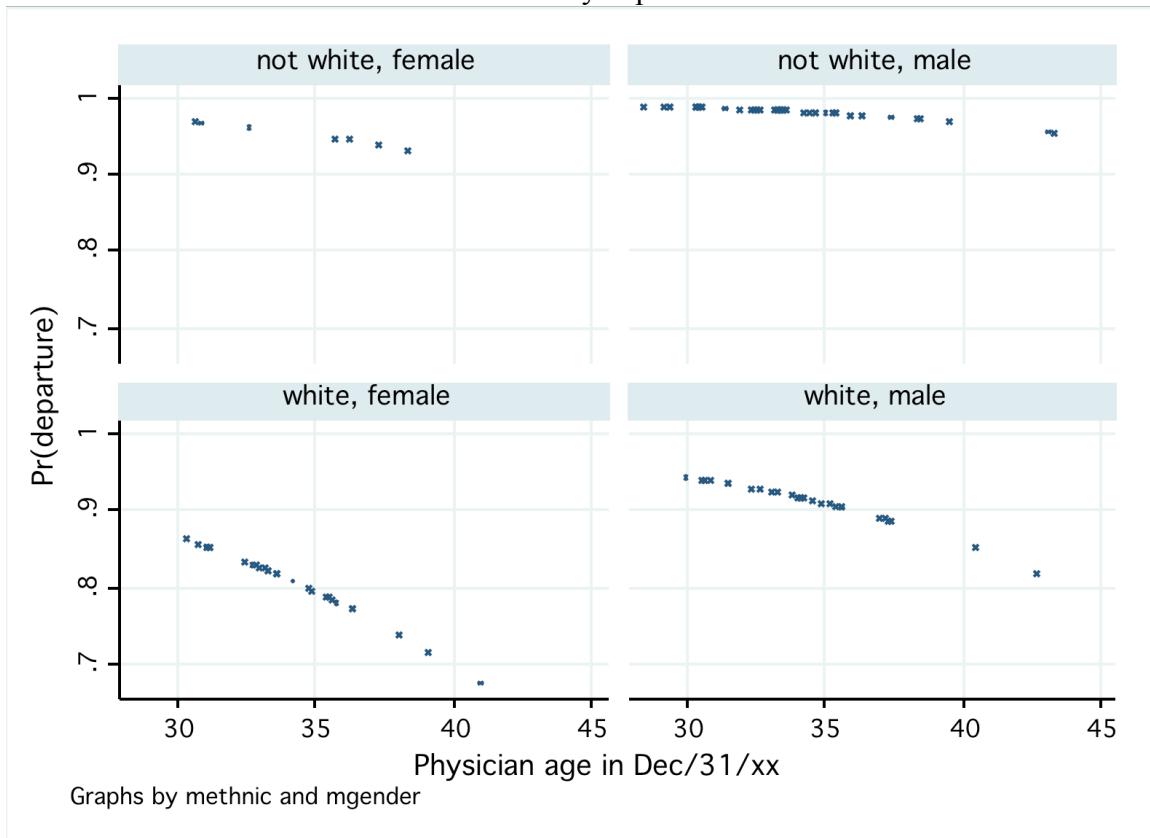 not white, female
not white, male
1
.9
.8
.7
white, female
white, male
1
.9
.8
.7
Pr(departure)
30 35 40 45
30 35 40 45
Physician age in Dec/31/xx
Graphs by methnic and mgender